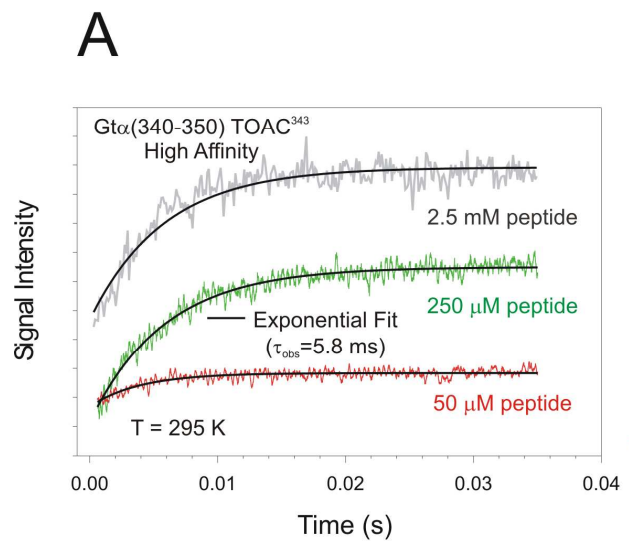 A
Gtα(340-350) TOAC³⁴³
High Affinity
2.5 mM peptide
250 μM peptide
Exponential Fit
(τobs=5.8 ms)
50 μM peptide
T = 295 K
Signal Intensity
0.00 0.01 0.02 0.03 0.04
Time (s)